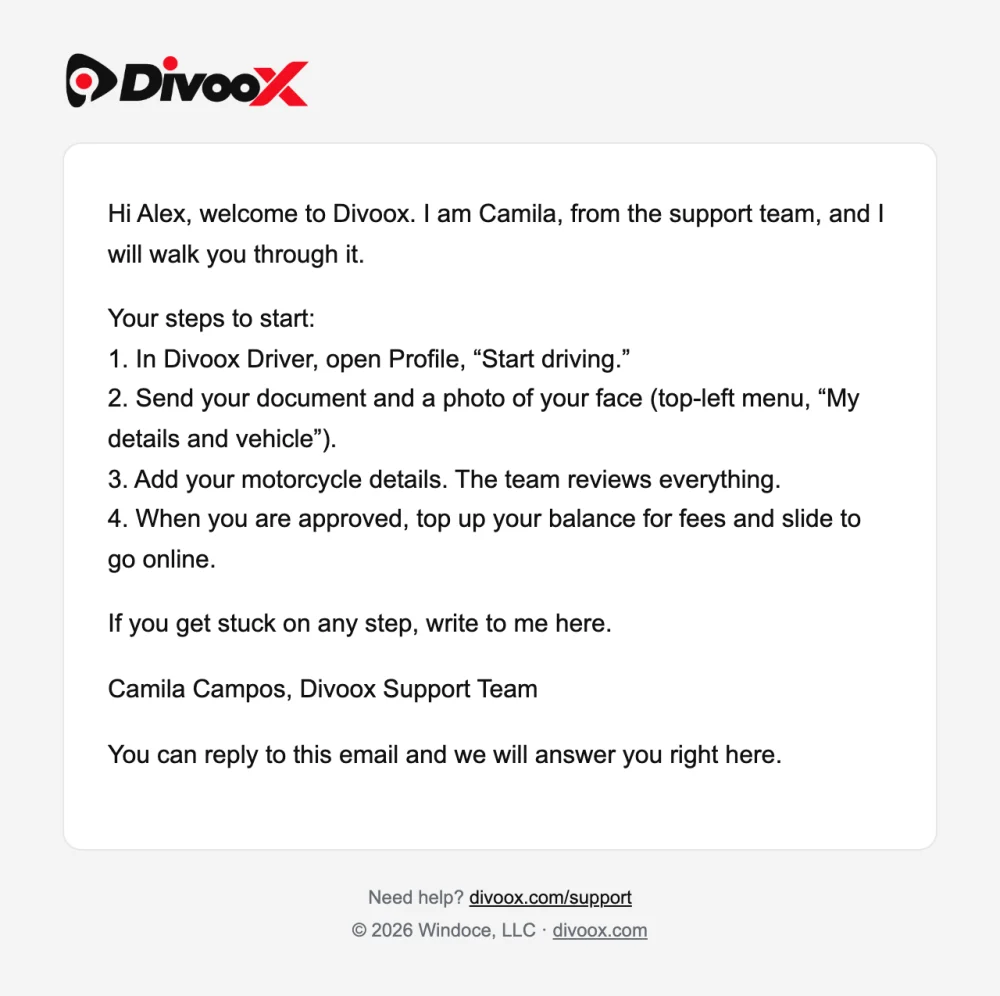 DivooX
Hi Alex, welcome to Divoox. I am Camila, from the support team, and I
will walk you through it.
Your steps to start:
1. In Divoox Driver, open Profile, “Start driving.”
2. Send your document and a photo of your face (top-left menu, “My
details and vehicle”).
3. Add your motorcycle details. The team reviews everything.
4. When you are approved, top up your balance for fees and slide to
go online.
If you get stuck on any step, write to me here.
Camila Campos, Divoox Support Team
You can reply to this email and we will answer you right here.
Need help? divoox.com/support
© 2026 Windoce, LLC · divoox.com